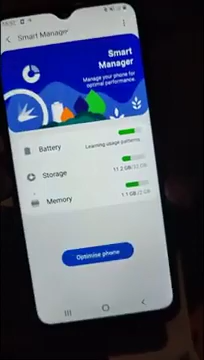 Smart Manager
Smart
Manager
Manage your phone for
optimal performance.
Battery
Learning usage patterns.
Storage
11.2 GB/32 GB
Memory
1.1 GB/2 GB
Optimise phone